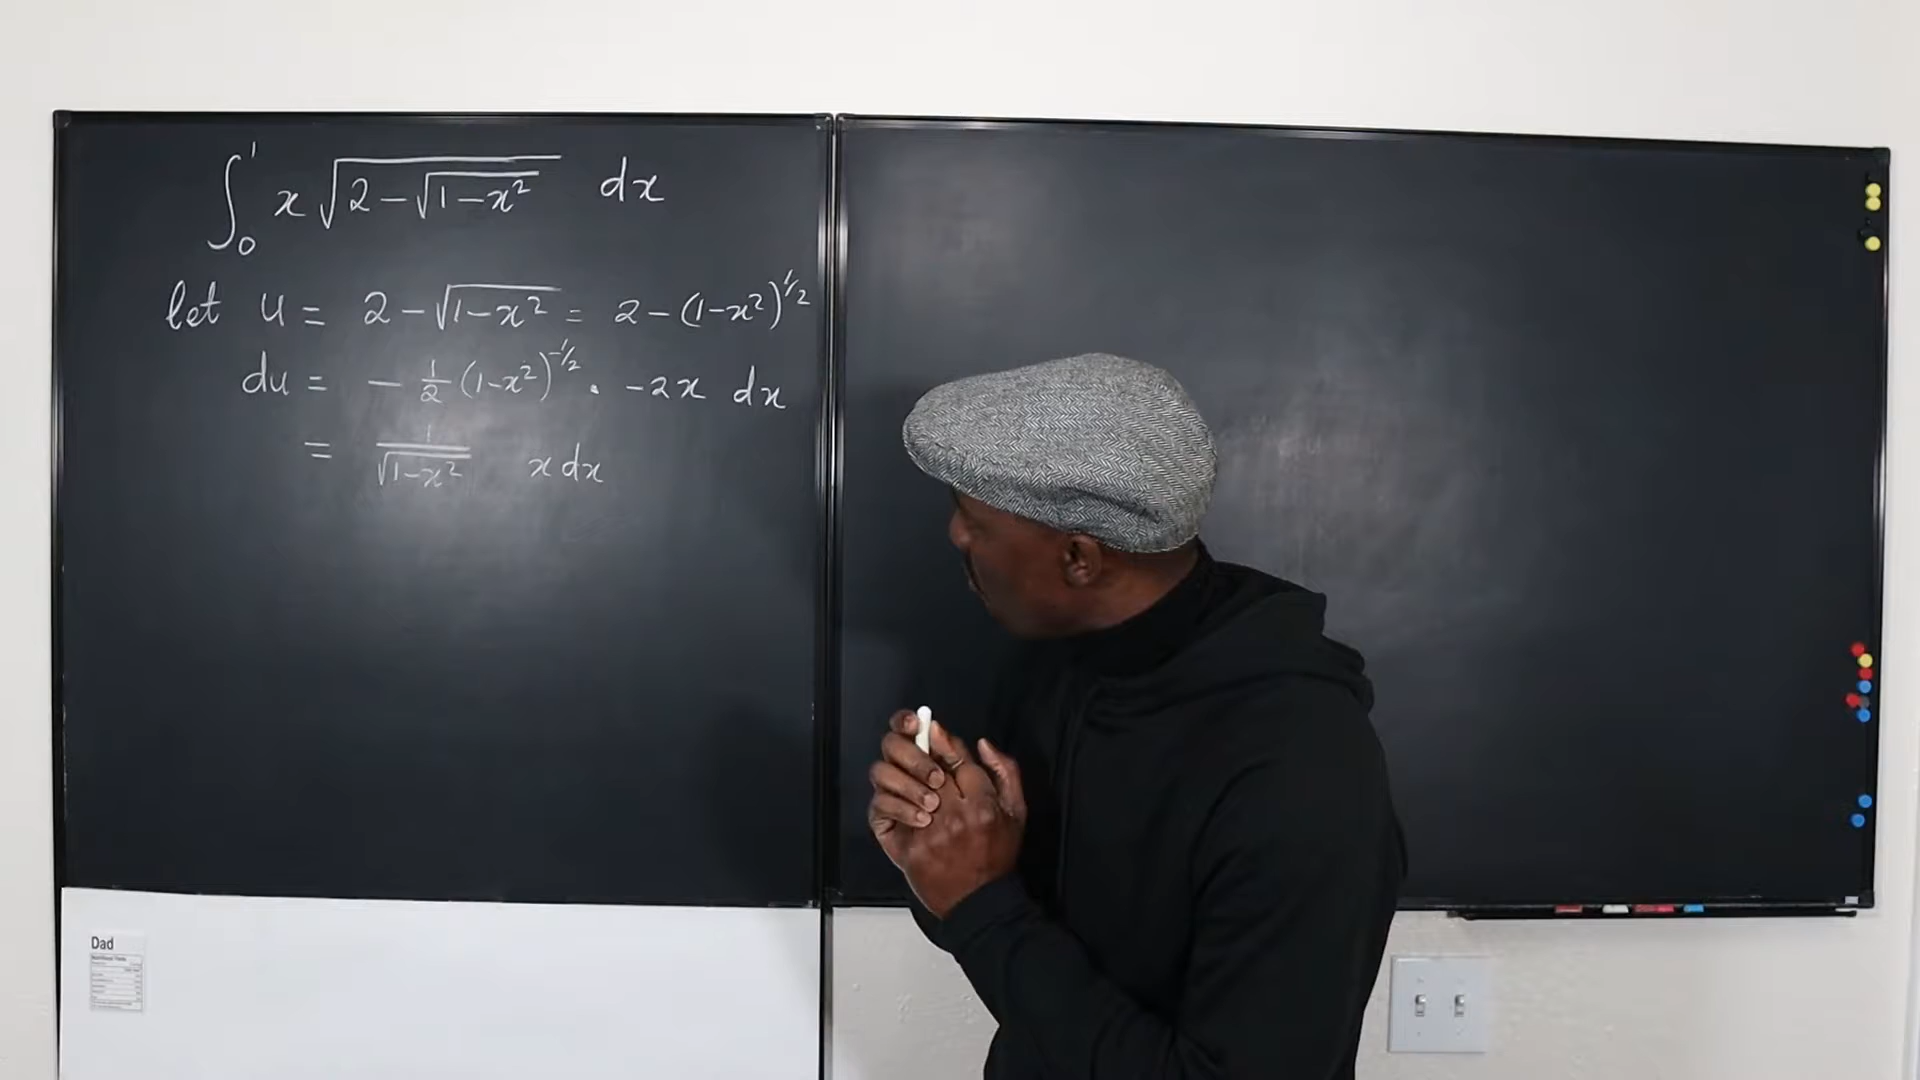 ∫₀¹ x√(2−√(1−x²)) dx
let u = 2−√(1−x²) = 2−(1−x²)^1/2
du = − 1/2 (1−x²)^−1/2 · −2x dx
= 1/√(1−x²) x dx
Dad